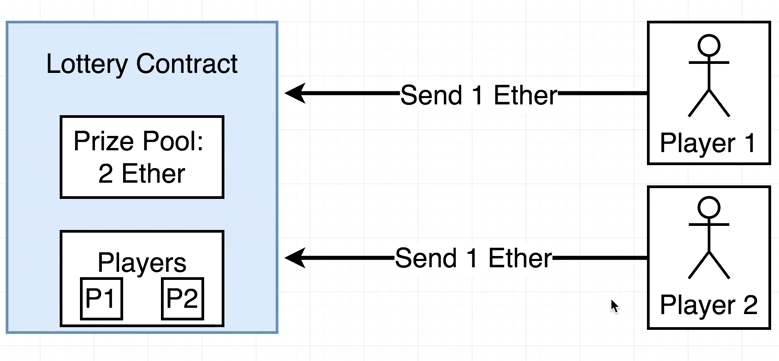 Lottery Contract
Prize Pool:
2 Ether
Players
P1 P2
Send 1 Ether
Player 1
Send 1 Ether
Player 2